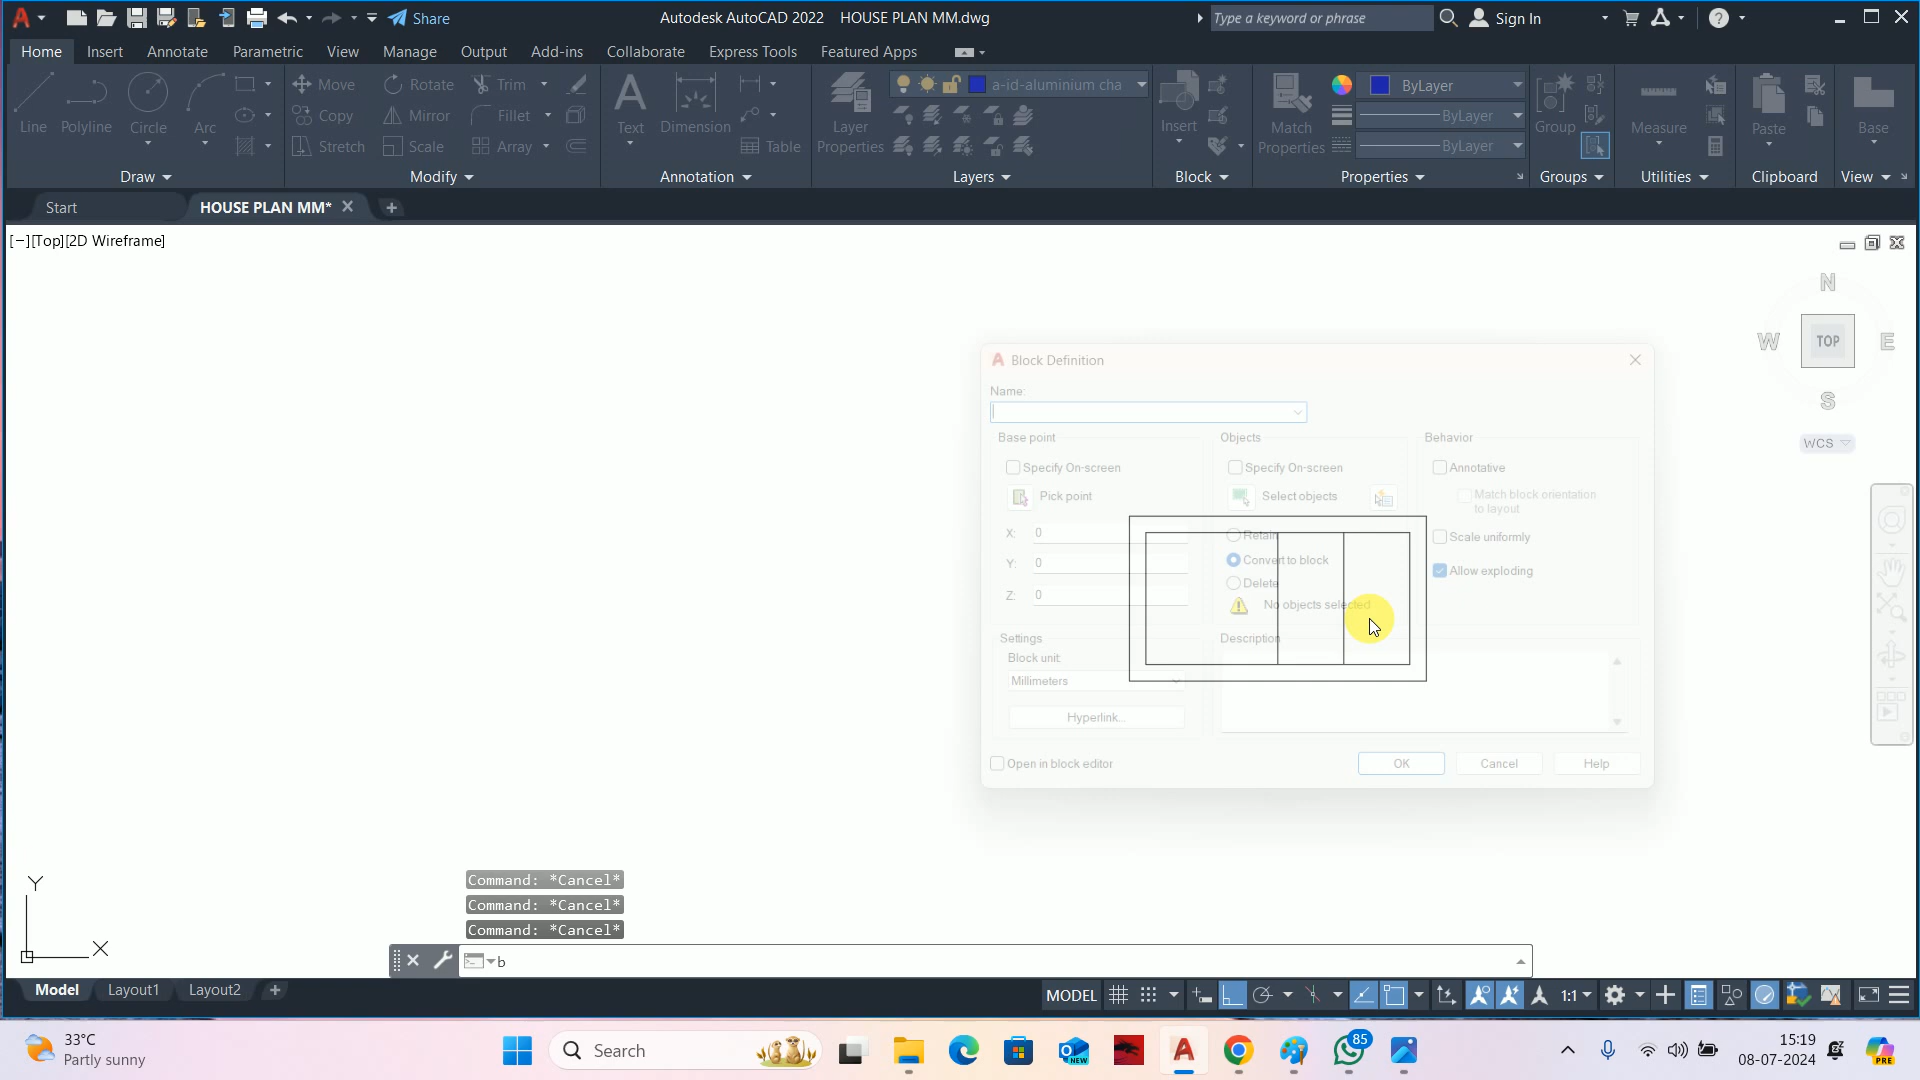 Share
Autodesk AutoCAD 2022 HOUSE PLAN MM.dwg
Type a keyword or phrase
Sign In
Home Insert Annotate Parametric View Manage Output Add-ins Collaborate Express Tools Featured Apps
Line Polyline Circle Arc
Move Rotate Trim
Copy Mirror Fillet
Stretch Scale Array
Text Dimension Table
Layer Properties
a-id-aluminium cha
Insert
Match Properties
ByLayer
ByLayer
ByLayer
Group Measure Paste Base
Draw Modify Annotation Layers Block Properties Groups Utilities Clipboard View
Start HOUSE PLAN MM*
[−][Top][2D Wireframe]
N
W TOP E
S
WCS
Block Definition
Name:
Base point Objects Behavior
Specify On-screen Specify On-screen Annotative
Pick point Select objects Match block orientation
to layout
X: 0 Retain Scale uniformly
Y: 0 Convert to block Allow exploding
Delete
Z: 0 No objects selected
Settings Description
Block unit:
Millimeters
Hyperlink...
Open in block editor OK Cancel Help
Y
X
Command: *Cancel*
Command: *Cancel*
Command: *Cancel*
b
Model Layout1 Layout2
MODEL 1:1
33°C
Partly sunny
Search
NEW
85
15:19
08-07-2024
PRE